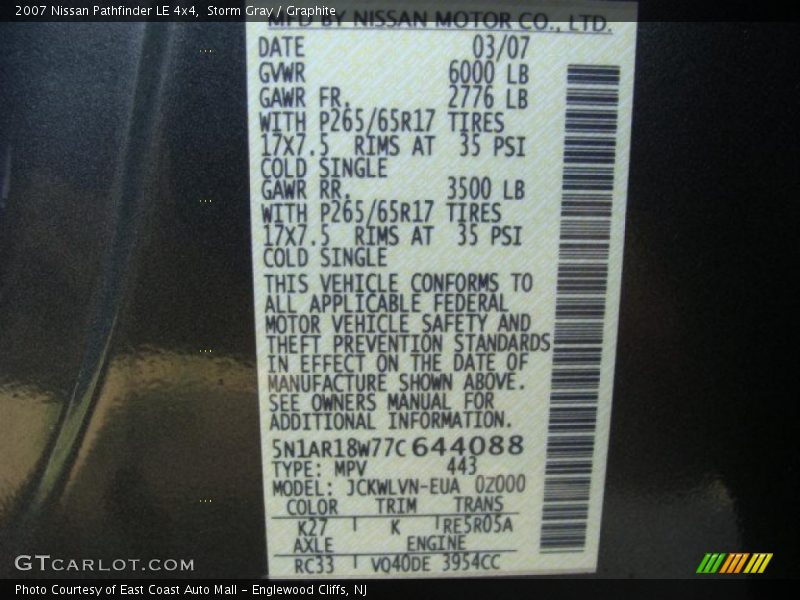 2007 Nissan Pathfinder LE 4x4, Storm Gray / Graphite
MFD BY NISSAN MOTOR CO., LTD.
DATE 03/07
GVWR 6000 LB
GAWR FR. 2776 LB
WITH P265/65R17 TIRES
17X7.5 RIMS AT 35 PSI
COLD SINGLE
GAWR RR. 3500 LB
WITH P265/65R17 TIRES
17X7.5 RIMS AT 35 PSI
COLD SINGLE
THIS VEHICLE CONFORMS TO
ALL APPLICABLE FEDERAL
MOTOR VEHICLE SAFETY AND
THEFT PREVENTION STANDARDS
IN EFFECT ON THE DATE OF
MANUFACTURE SHOWN ABOVE.
SEE OWNERS MANUAL FOR
ADDITIONAL INFORMATION.
5N1AR18W77C644088
TYPE: MPV 443
MODEL: JCKWLVN-EUA 02000
COLOR TRIM TRANS
K27 K RE5R05A
AXLE ENGINE
RC33 VQ40DE 3954CC
GTCARLOT.COM
Photo Courtesy of East Coast Auto Mall - Englewood Cliffs, NJ